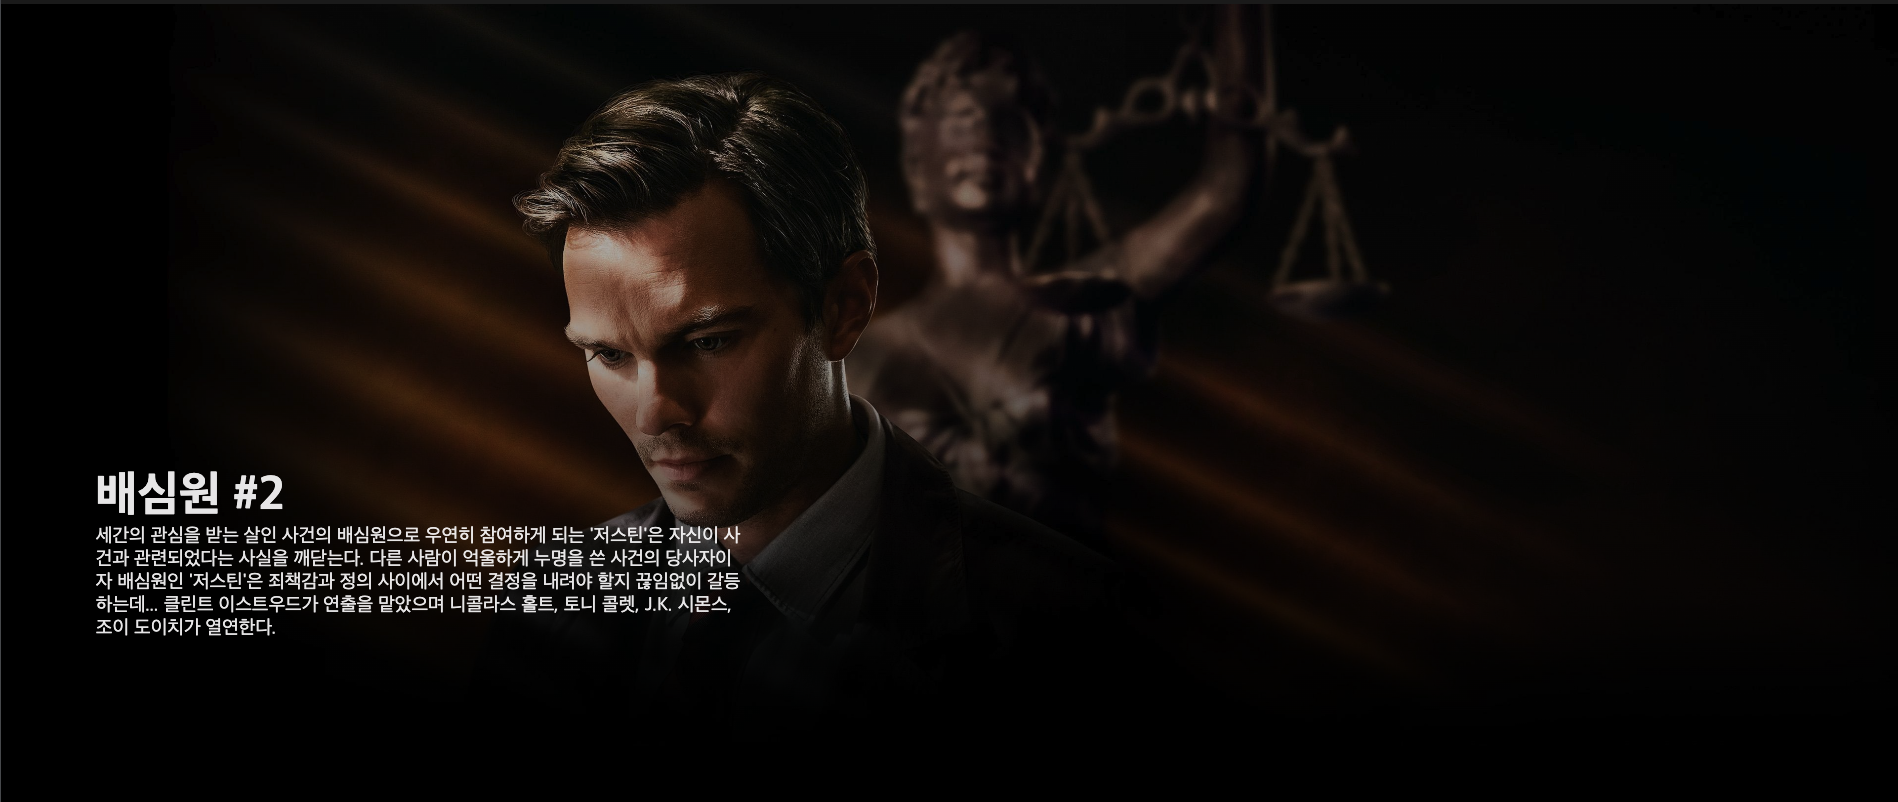 배심원 #2
세간의 관심을 받는 살인 사건의 배심원으로 우연히 참여하게 되는 '저스틴'은 자신이 사
건과 관련되었다는 사실을 깨닫는다. 다른 사람이 억울하게 누명을 쓴 사건의 당사자이
자 배심원인 '저스틴'은 죄책감과 정의 사이에서 어떤 결정을 내려야 할지 끊임없이 갈등
하는데... 클린트 이스트우드가 연출을 맡았으며 니콜라스 홀트, 토니 콜렛, J.K. 시몬스,
조이 도이치가 열연한다.